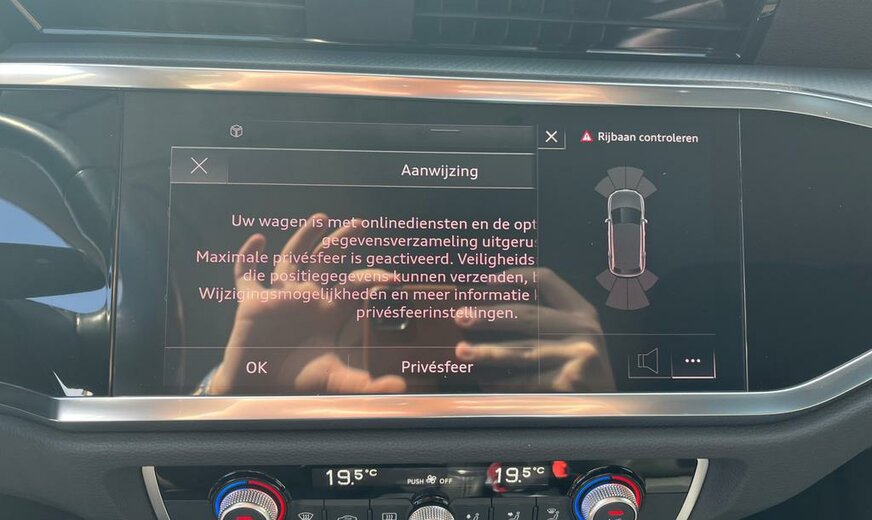 Rijbaan controleren
Aanwijzing
Uw wagen is met onlinediensten en de opt
gegevensverzameling uitgerus
Maximale privésfeer is geactiveerd. Veiligheids
die positiegegevens kunnen verzenden,
Wijzigingsmogelijkheden en meer informatie
privésfeerinstellingen.
OK
Privésfeer
...
19.5°C
PUSH OFF
19.5°C